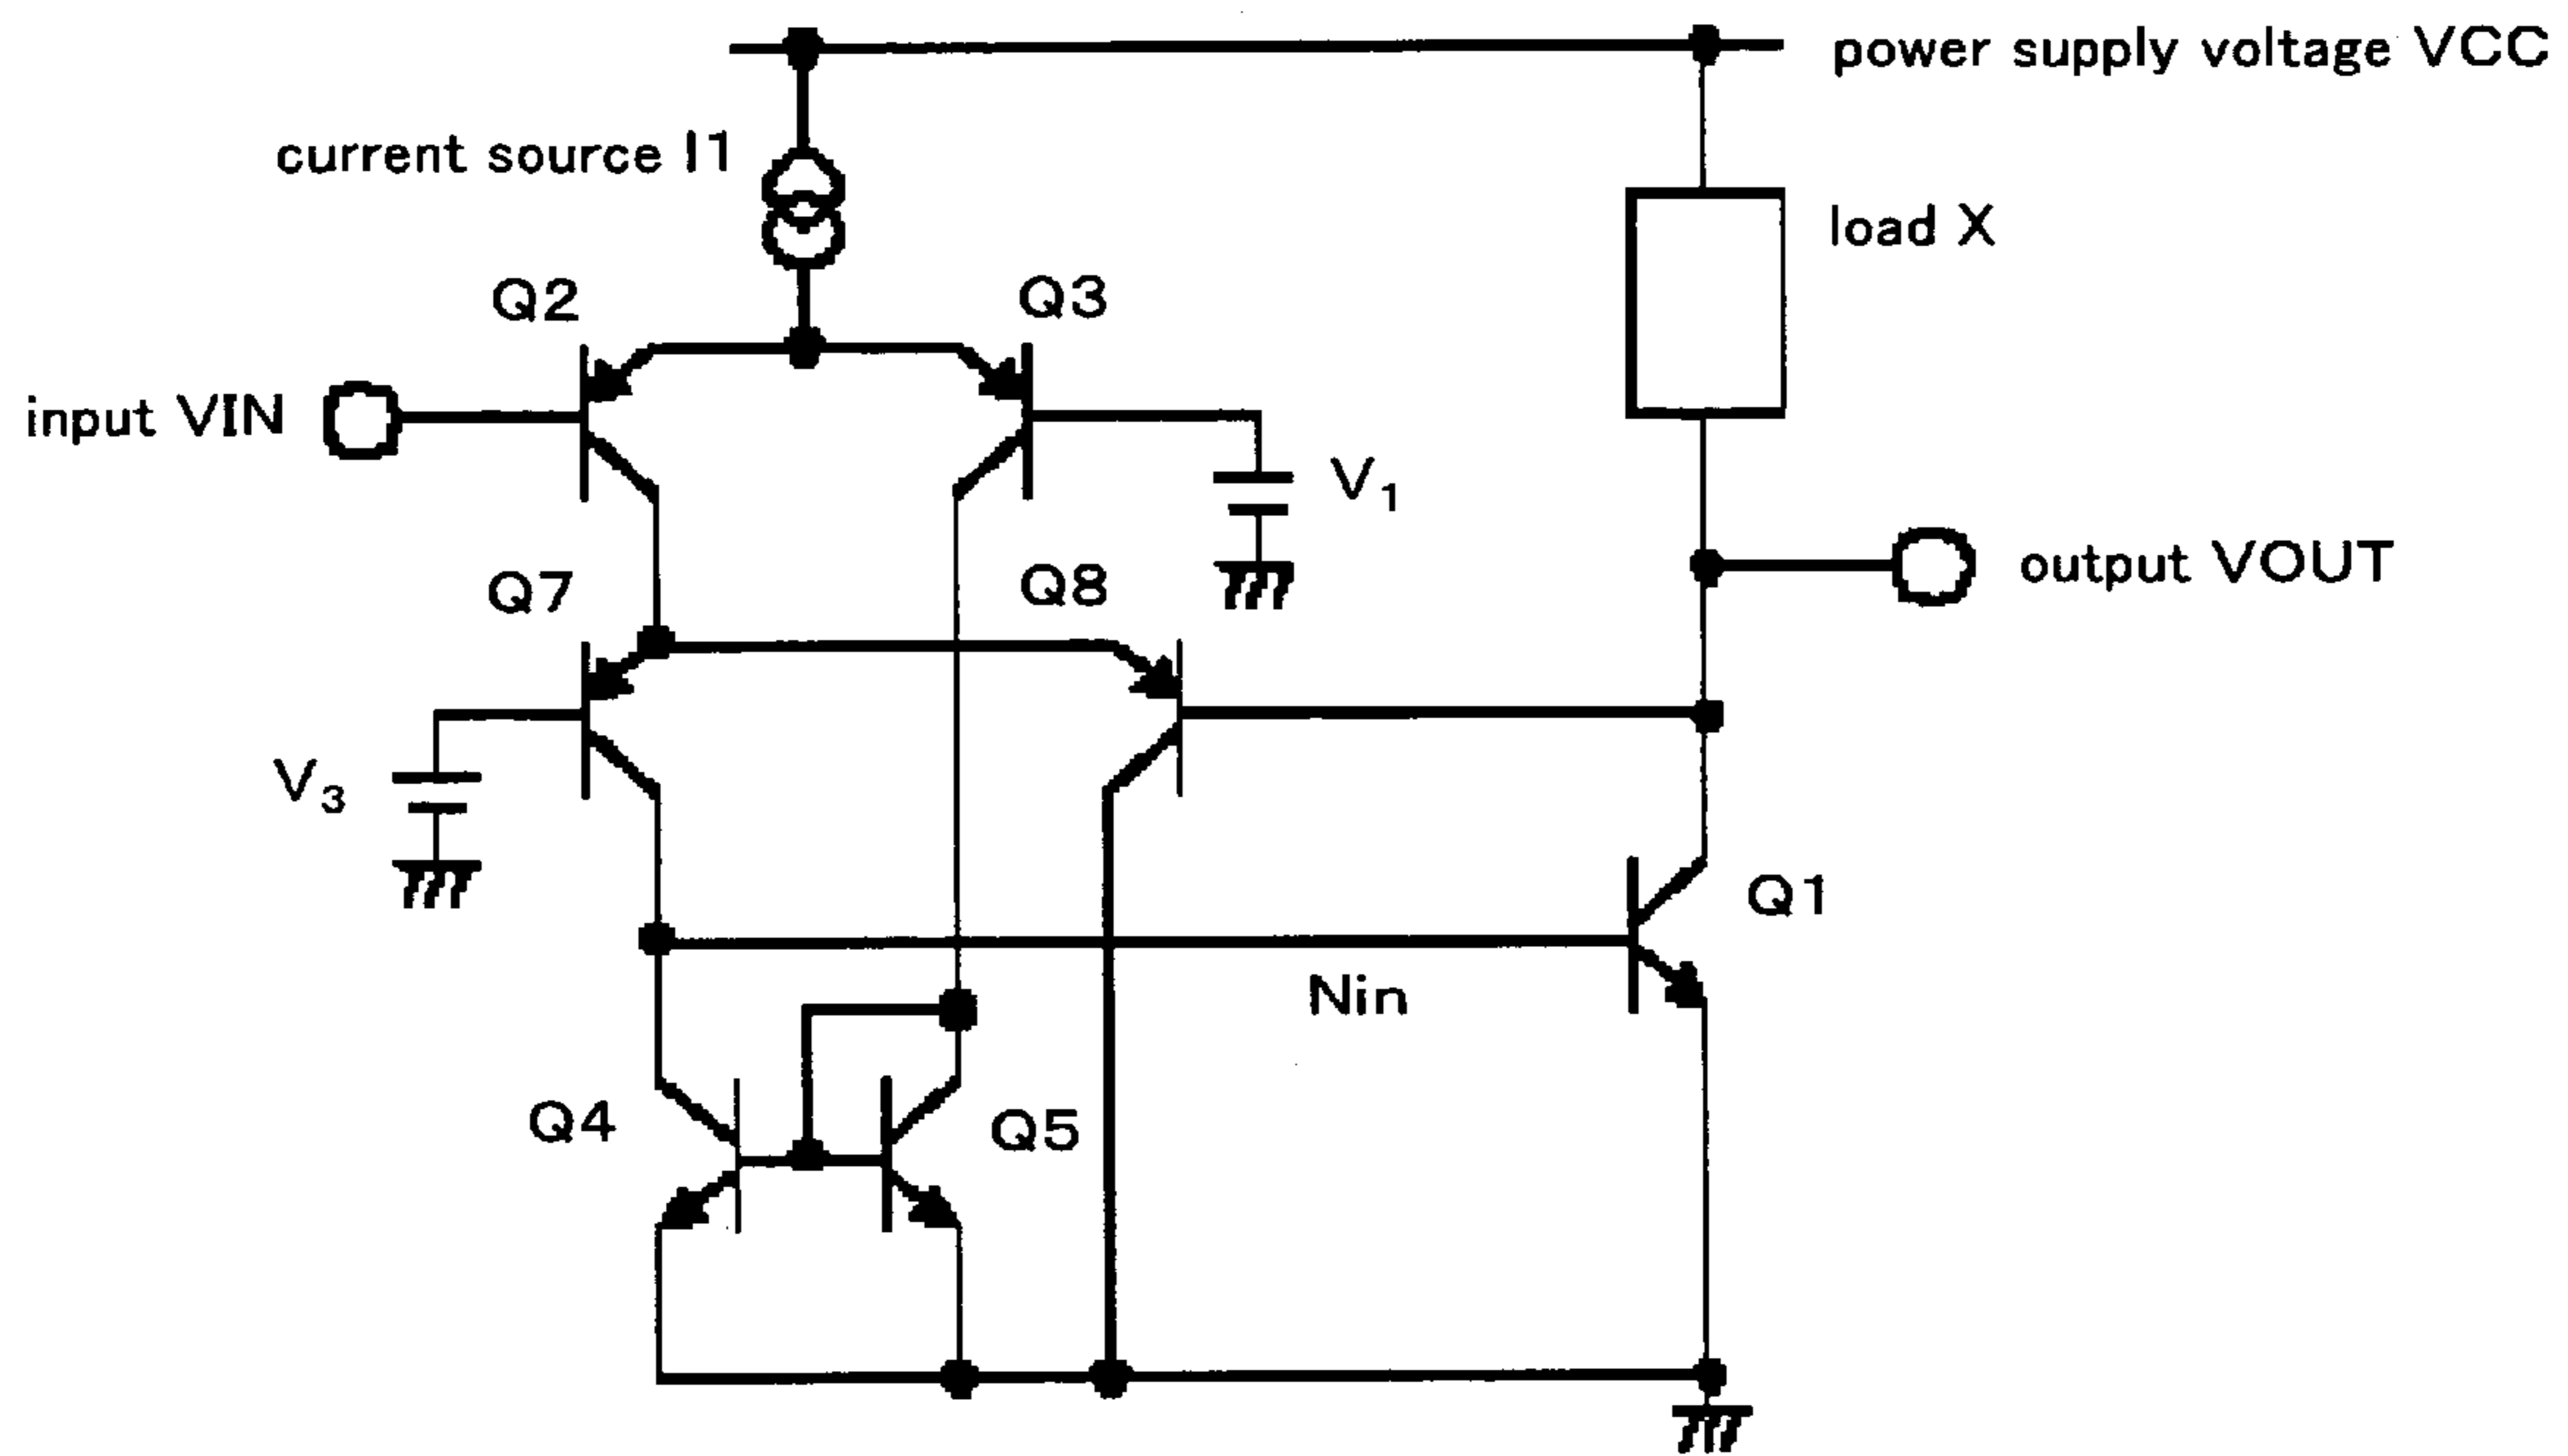 power supply voltage VCC
current source I1
load X
Q2
Q3
input VIN
V1
output VOUT
Q7
Q8
V3
Q1
Nin
Q4
Q5